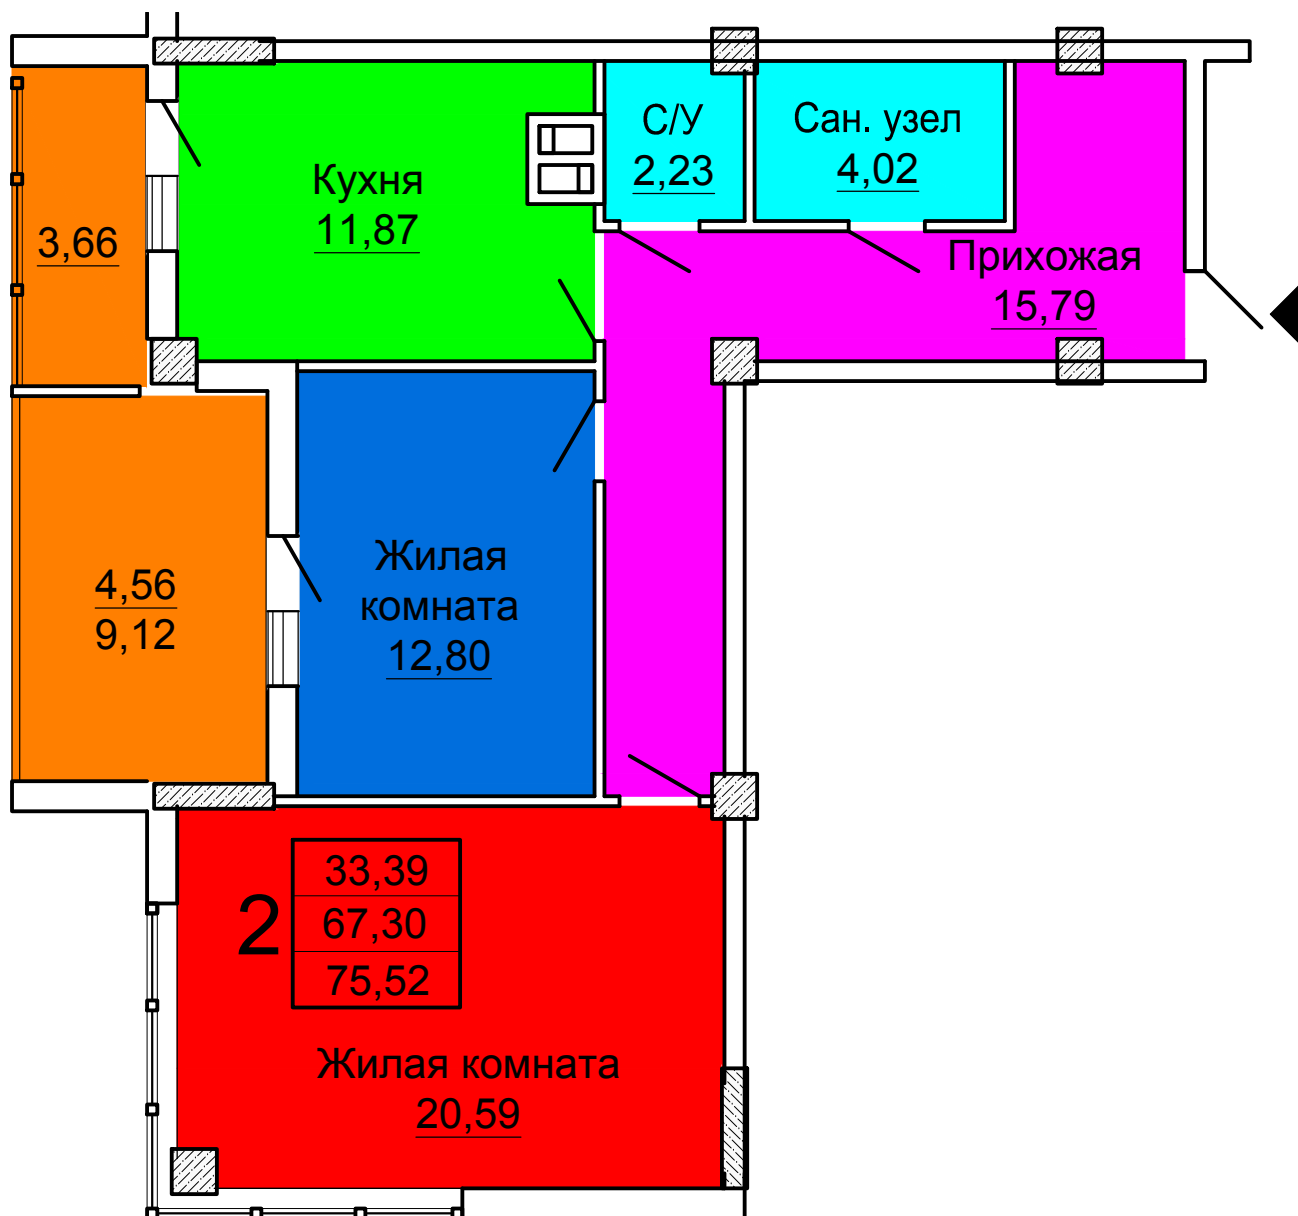 С/У
2,23
Сан. узел
4,02
Кухня
11,87
3,66
Прихожая
15,79
Жилая
комната
12,80
4,56
9,12
2
33,39
67,30
75,52
Жилая комната
20,59